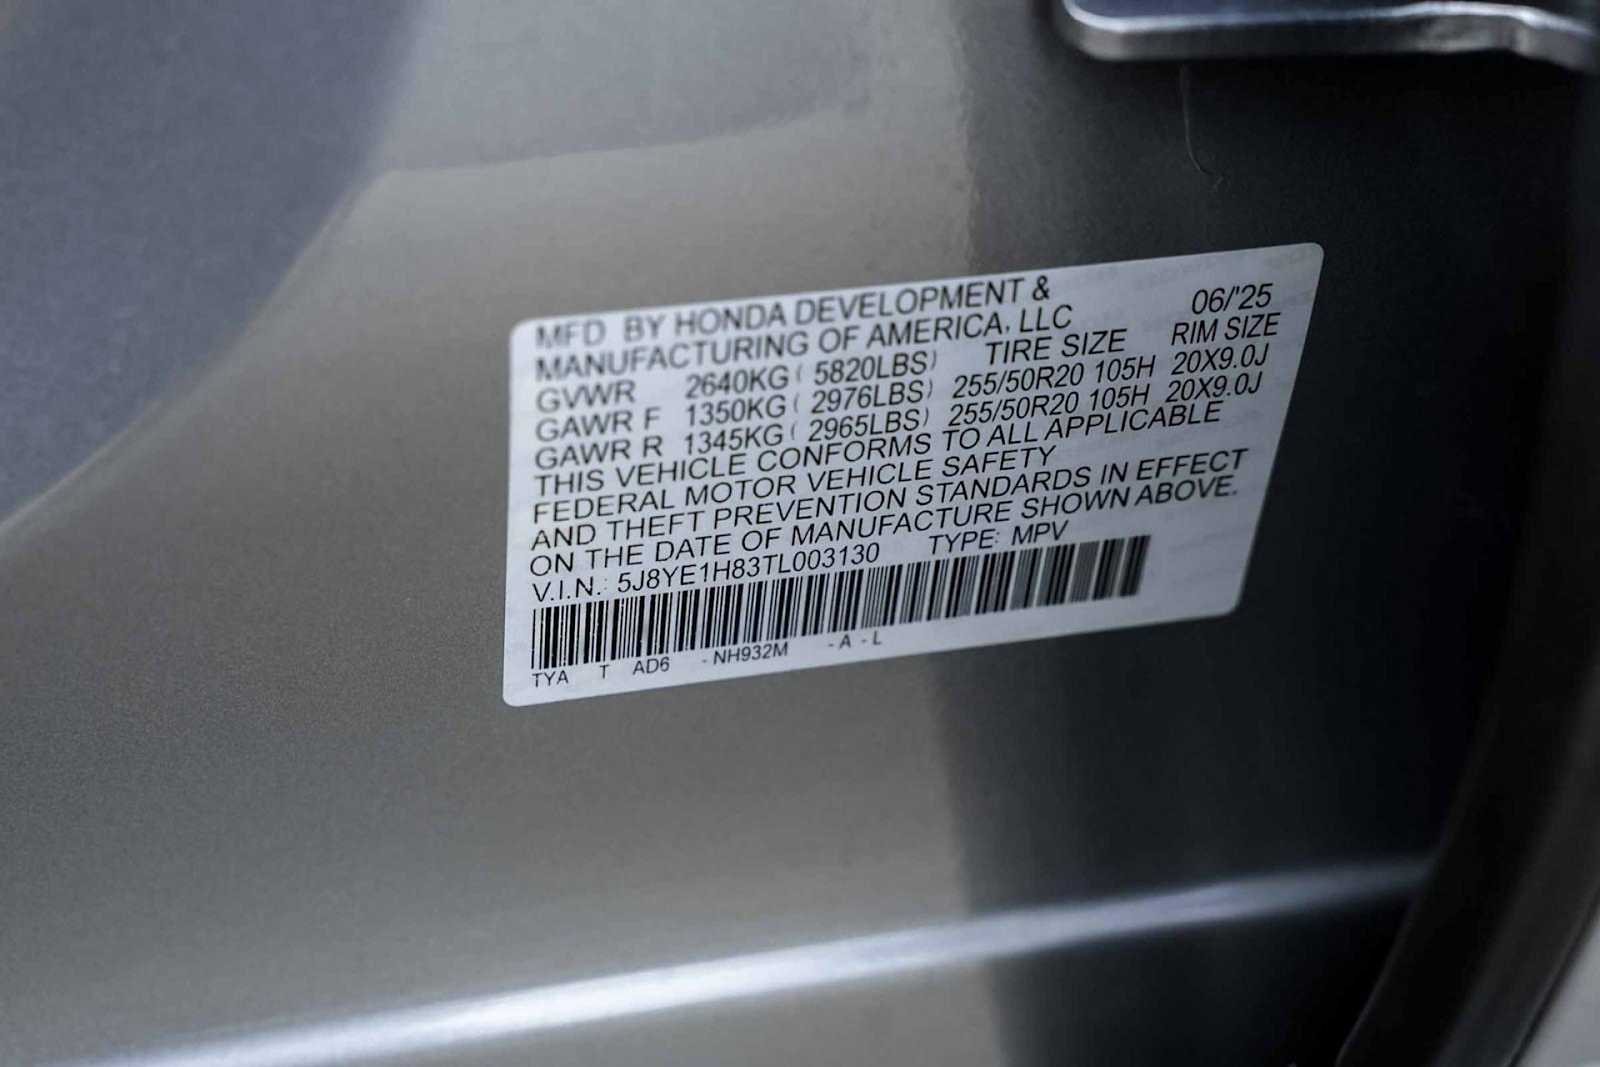 MFD BY HONDA DEVELOPMENT &
MANUFACTURING OF AMERICA, LLC 06/'25
GVWR 2640KG ( 5820LBS) TIRE SIZE RIM SIZE
GAWR F 1350KG ( 2976LBS) 255/50R20 105H 20X9.0J
GAWR R 1345KG ( 2965LBS) 255/50R20 105H 20X9.0J
THIS VEHICLE CONFORMS TO ALL APPLICABLE
FEDERAL MOTOR VEHICLE SAFETY
AND THEFT PREVENTION STANDARDS IN EFFECT
ON THE DATE OF MANUFACTURE SHOWN ABOVE.
V.I.N.: 5J8YE1H83TL003130 TYPE: MPV
TYA T AD6 - NH932M - A - L